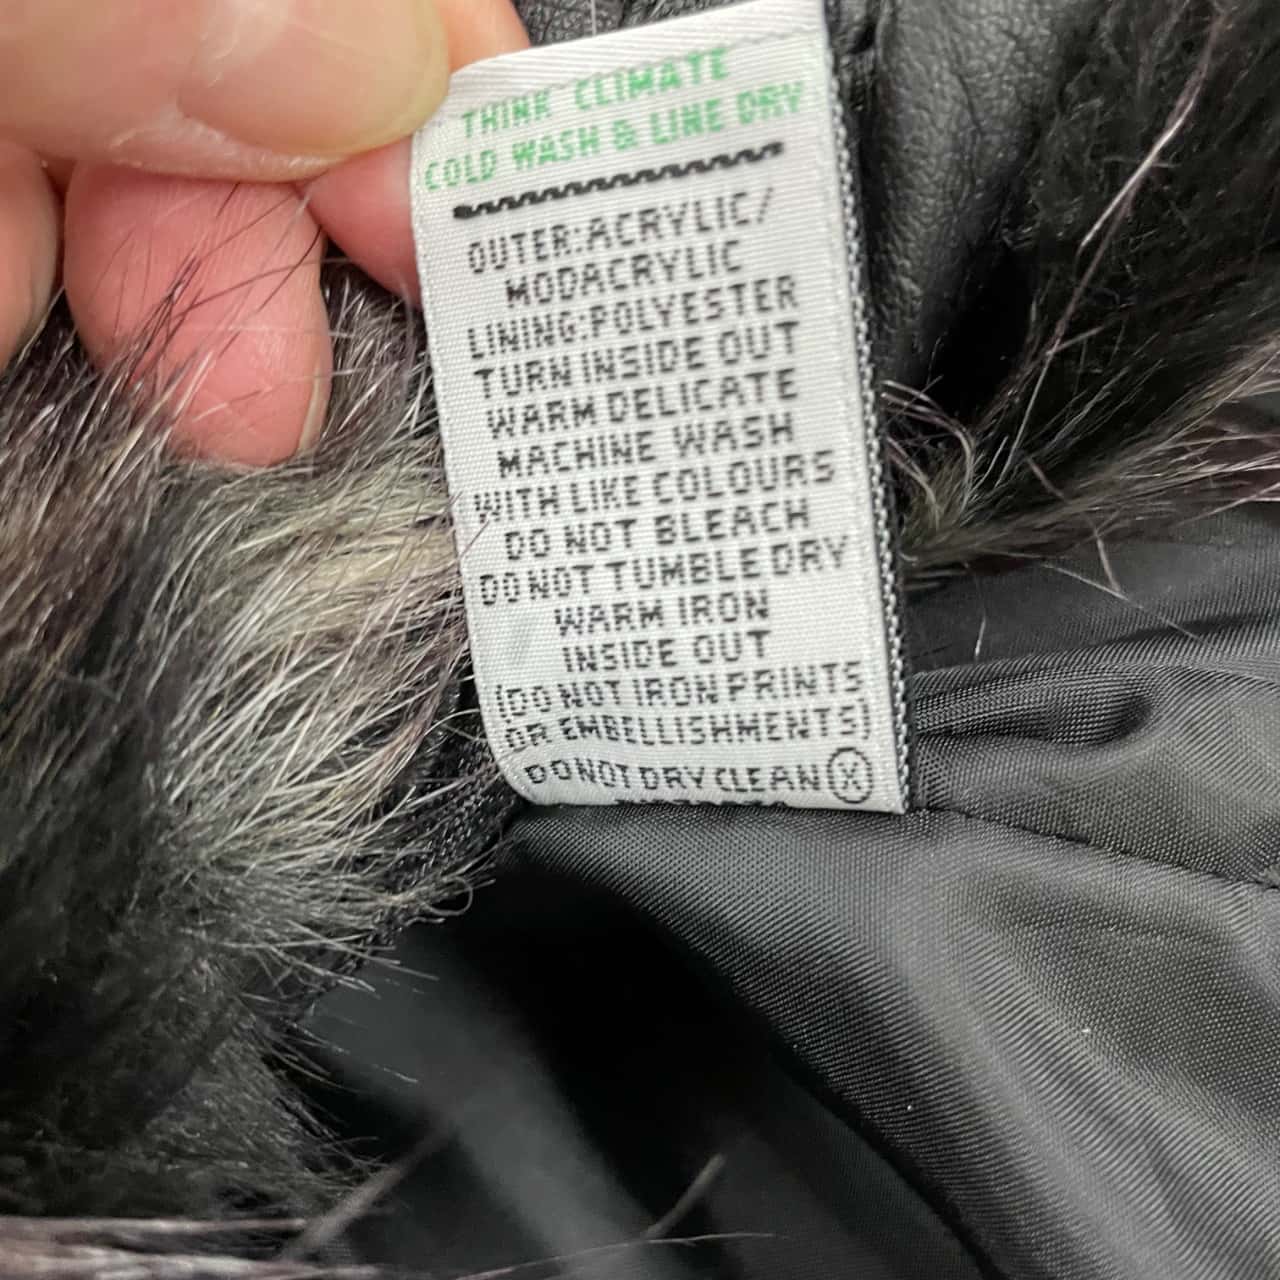 THINK CLIMATE
COLD WASH & LINE DRY
OUTER:ACRYLIC/
MODACRYLIC
LINING:POLYESTER
TURN INSIDE OUT
WARM DELICATE
MACHINE WASH
WITH LIKE COLOURS
DO NOT BLEACH
DO NOT TUMBLE DRY
WARM IRON
INSIDE OUT
(DO NOT IRON PRINTS
OR EMBELLISHMENTS)
DO NOT DRY CLEAN Ⓧ